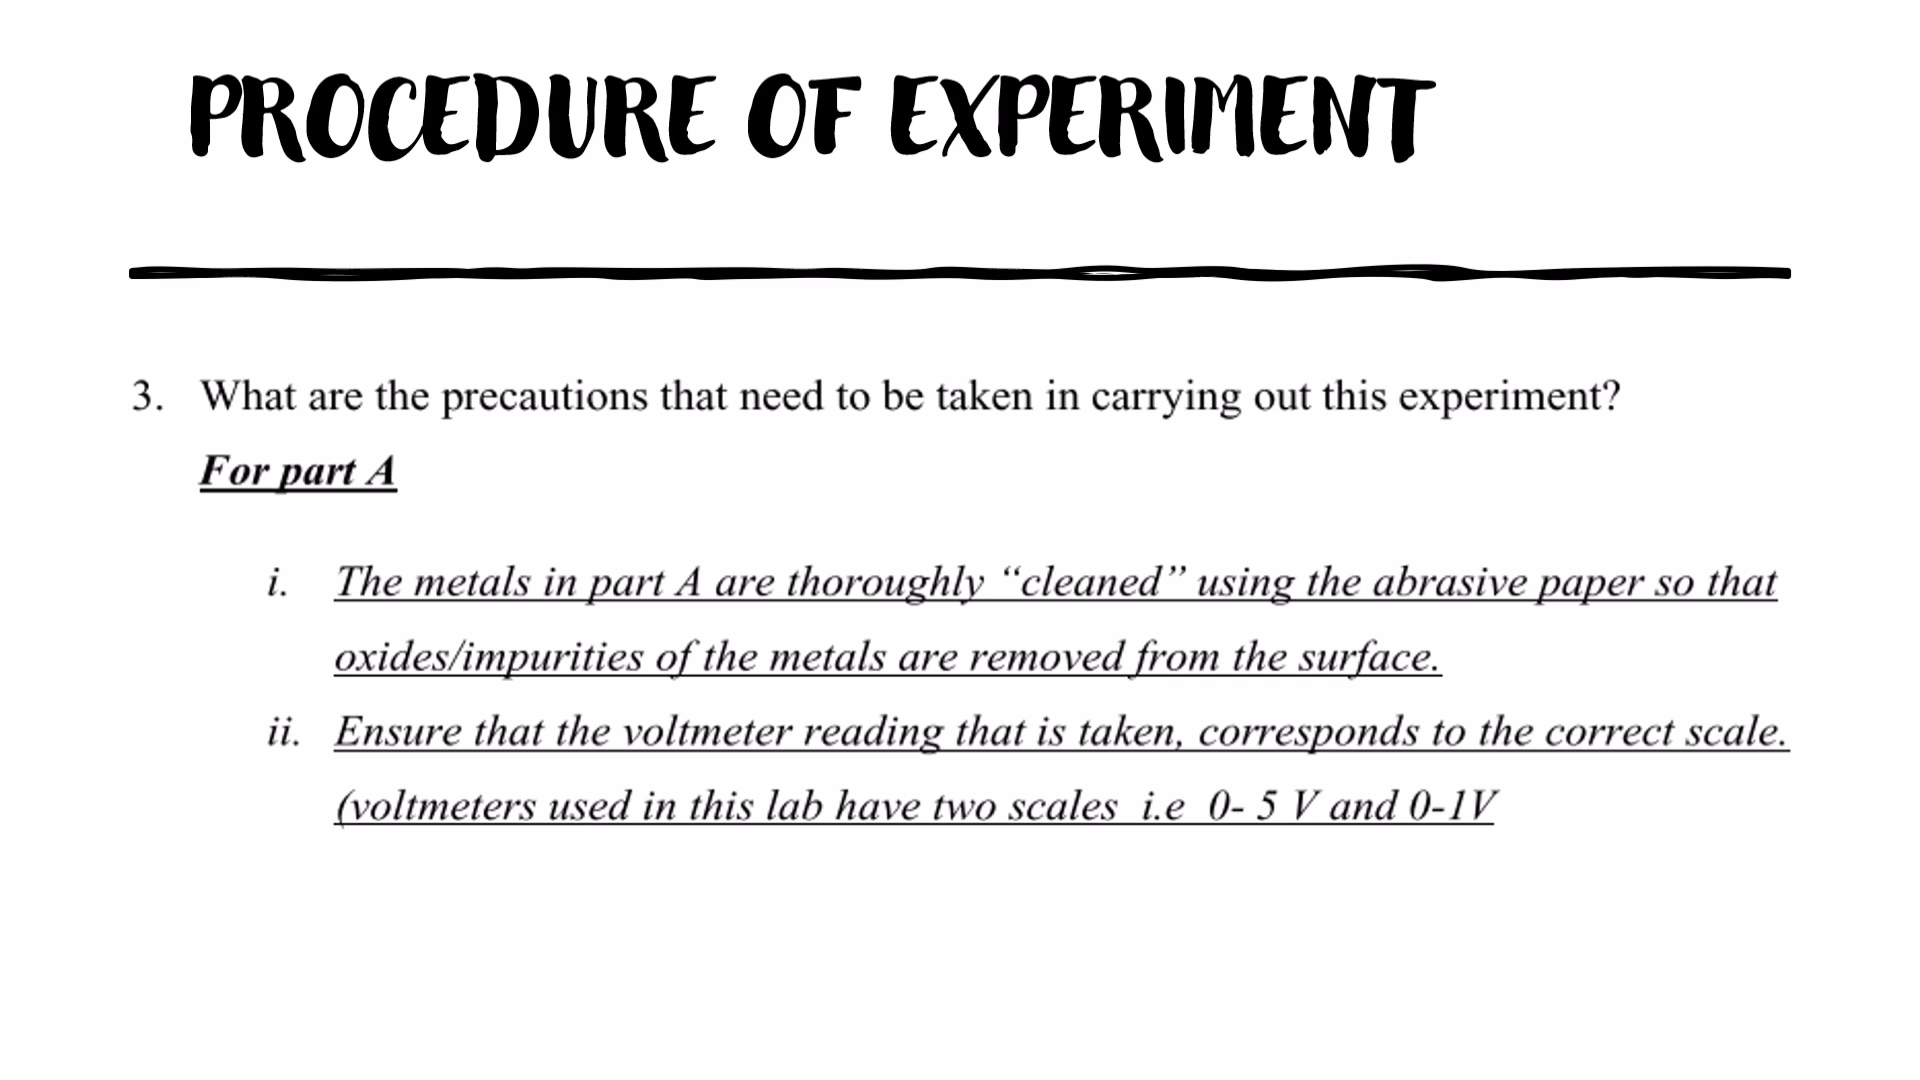 PROCEDURE OF EXPERIMENT
3. What are the precautions that need to be taken in carrying out this experiment?
For part A
i. The metals in part A are thoroughly “cleaned” using the abrasive paper so that
oxides/impurities of the metals are removed from the surface.
ii. Ensure that the voltmeter reading that is taken, corresponds to the correct scale.
(voltmeters used in this lab have two scales i.e 0- 5 V and 0-1V